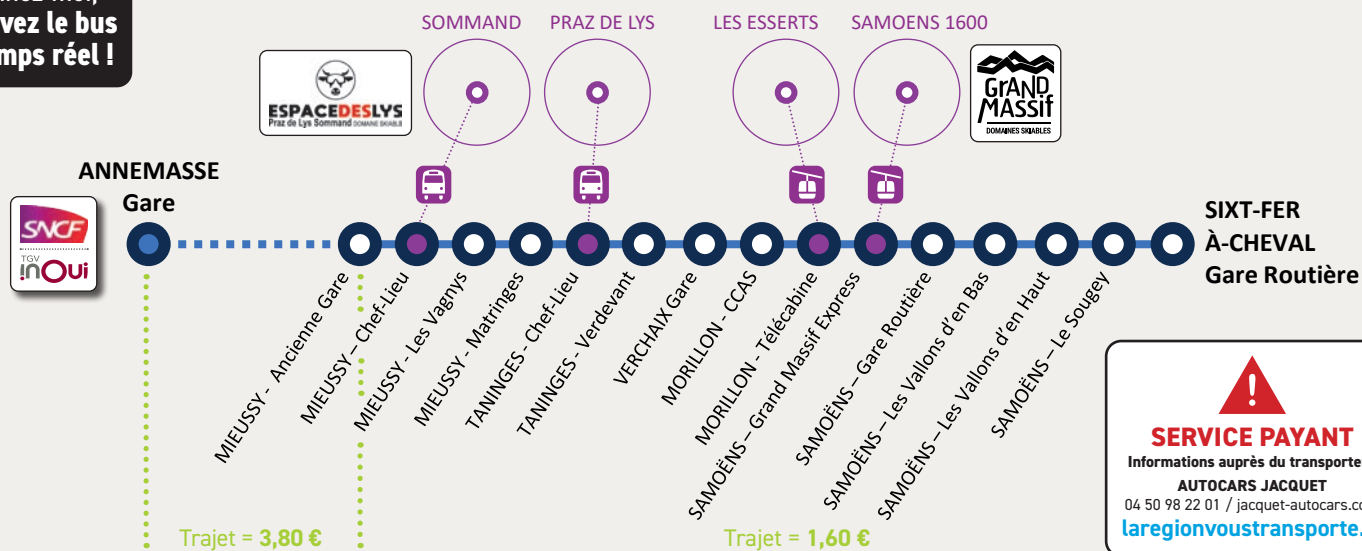 vez le bus
mps réel !
SOMMAND
PRAZ DE LYS
LES ESSERTS
SAMOENS 1600
ESPACEDESLYS
Praz de Lys Sommand DOMAINE SKIABLE
GrAND
MASSif
DOMAINES SKIABLES
ANNEMASSE
Gare
SNCF
TGV
inOui
SIXT-FER
À-CHEVAL
Gare Routière
MIEUSSY - Ancienne Gare
MIEUSSY – Chef-Lieu
MIEUSSY - Les Vagnys
MIEUSSY - Matringes
TANINGES - Chef-Lieu
TANINGES - Verdevant
VERCHAIX Gare
MORILLON - CCAS
MORILLON - Télécabine
SAMOËNS – Grand Massif Express
SAMOËNS – Gare Routière
SAMOËNS – Les Vallons d'en Bas
SAMOËNS – Les Vallons d'en Haut
SAMOËNS – Le Sougey
!
SERVICE PAYANT
Informations auprès du transporte
AUTOCARS JACQUET
04 50 98 22 01 / jacquet-autocars.co
laregionvoustransporte.
Trajet = 3,80 €
Trajet = 1,60 €